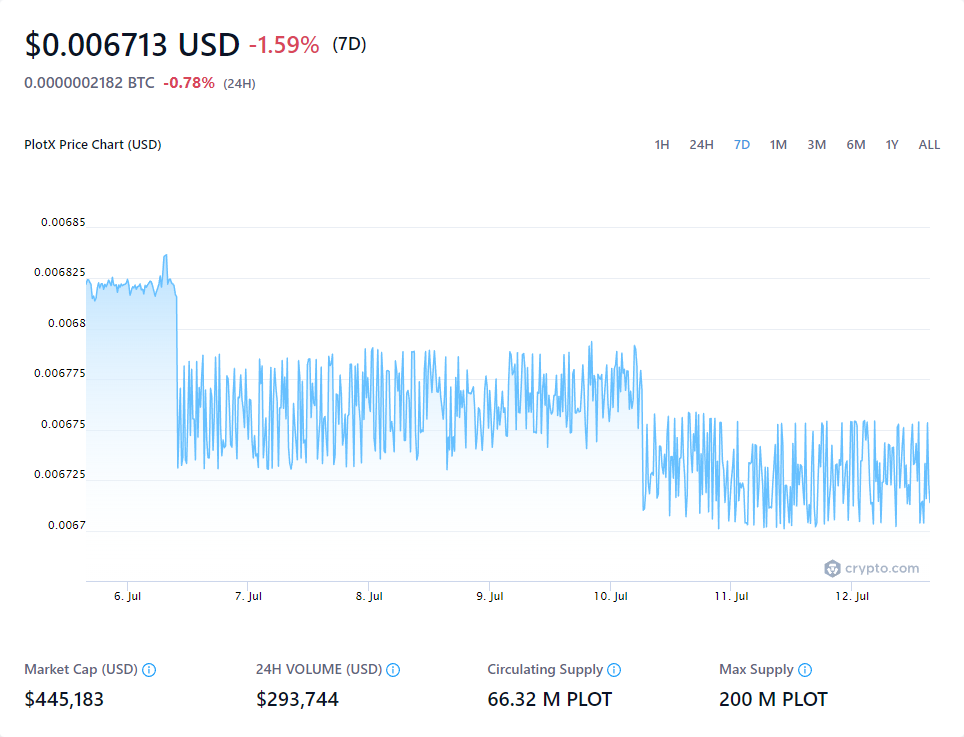 $0.006713 USD -1.59% (7D)
0.0000002182 BTC -0.78% (24H)
PlotX Price Chart (USD) 1H 24H 7D 1M 3M 6M 1Y ALL
0.00685
0.006825
0.0068
0.006775
0.00675
0.006725
0.0067
crypto.com
6. Jul 7. Jul 8. Jul 9. Jul 10. Jul 11. Jul 12. Jul
Market Cap (USD) 24H VOLUME (USD) Circulating Supply Max Supply
$445,183 $293,744 66.32 M PLOT 200 M PLOT